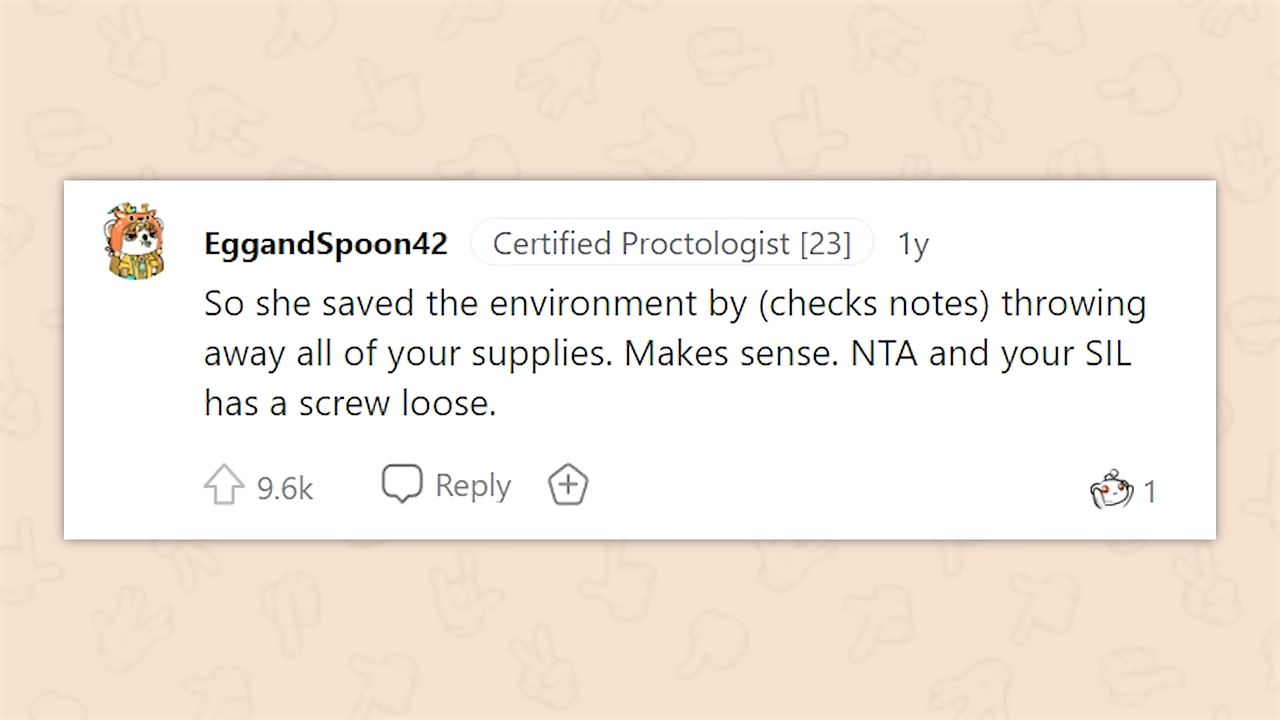 EggandSpoon42 Certified Proctologist [23] 1y
So she saved the environment by (checks notes) throwing
away all of your supplies. Makes sense. NTA and your SIL
has a screw loose.
9.6k Reply 1